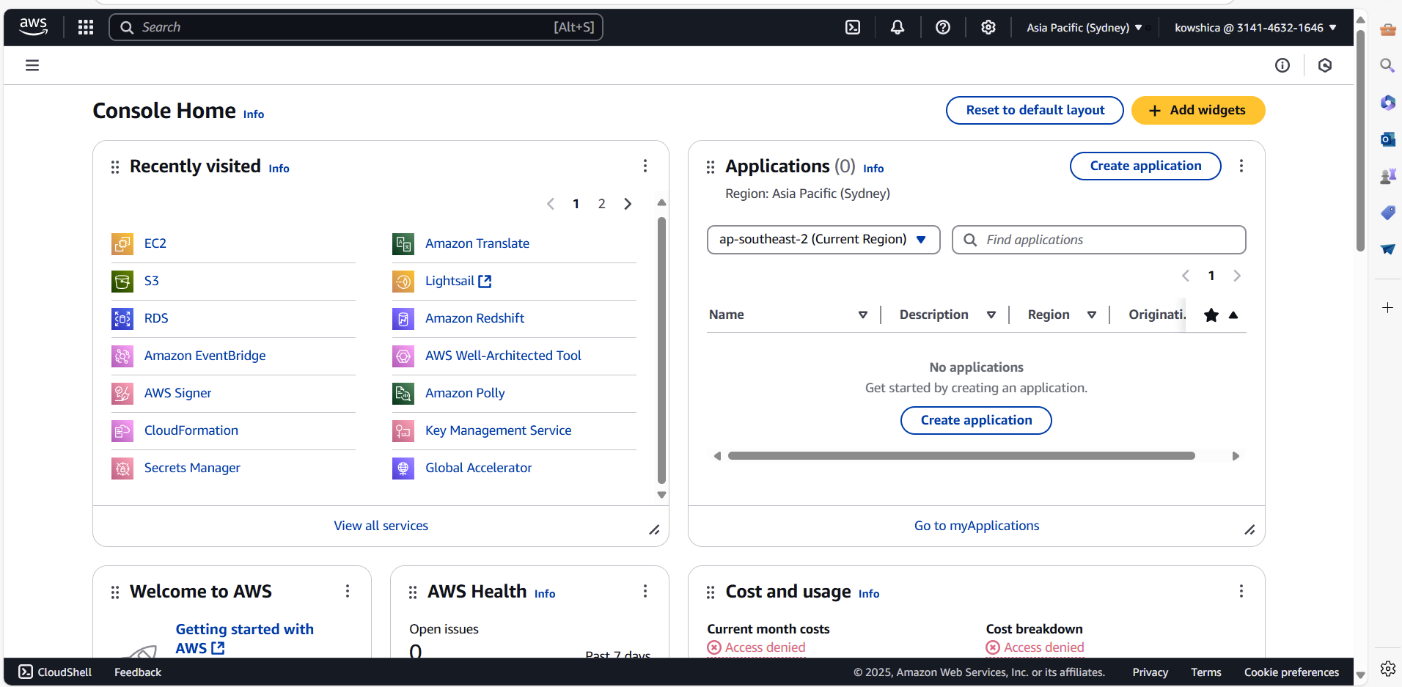 aws
Search [Alt+S]
Asia Pacific (Sydney)
kowshica @ 3141-4632-1646
Console Home Info
Reset to default layout
Add widgets
Recently visited Info
1 2
EC2
S3
RDS
Amazon EventBridge
AWS Signer
CloudFormation
Secrets Manager
Amazon Translate
Lightsail
Amazon Redshift
AWS Well-Architected Tool
Amazon Polly
Key Management Service
Global Accelerator
View all services
Applications (0) Info
Create application
Region: Asia Pacific (Sydney)
ap-southeast-2 (Current Region)
Find applications
1
Name Description Region Originati.
No applications
Get started by creating an application.
Create application
Go to myApplications
Welcome to AWS
Getting started with
AWS
AWS Health Info
Open issues
0
Past 7 days
Cost and usage Info
Current month costs
Access denied
Cost breakdown
Access denied
CloudShell Feedback
© 2025, Amazon Web Services, Inc. or its affiliates. Privacy Terms Cookie preferences